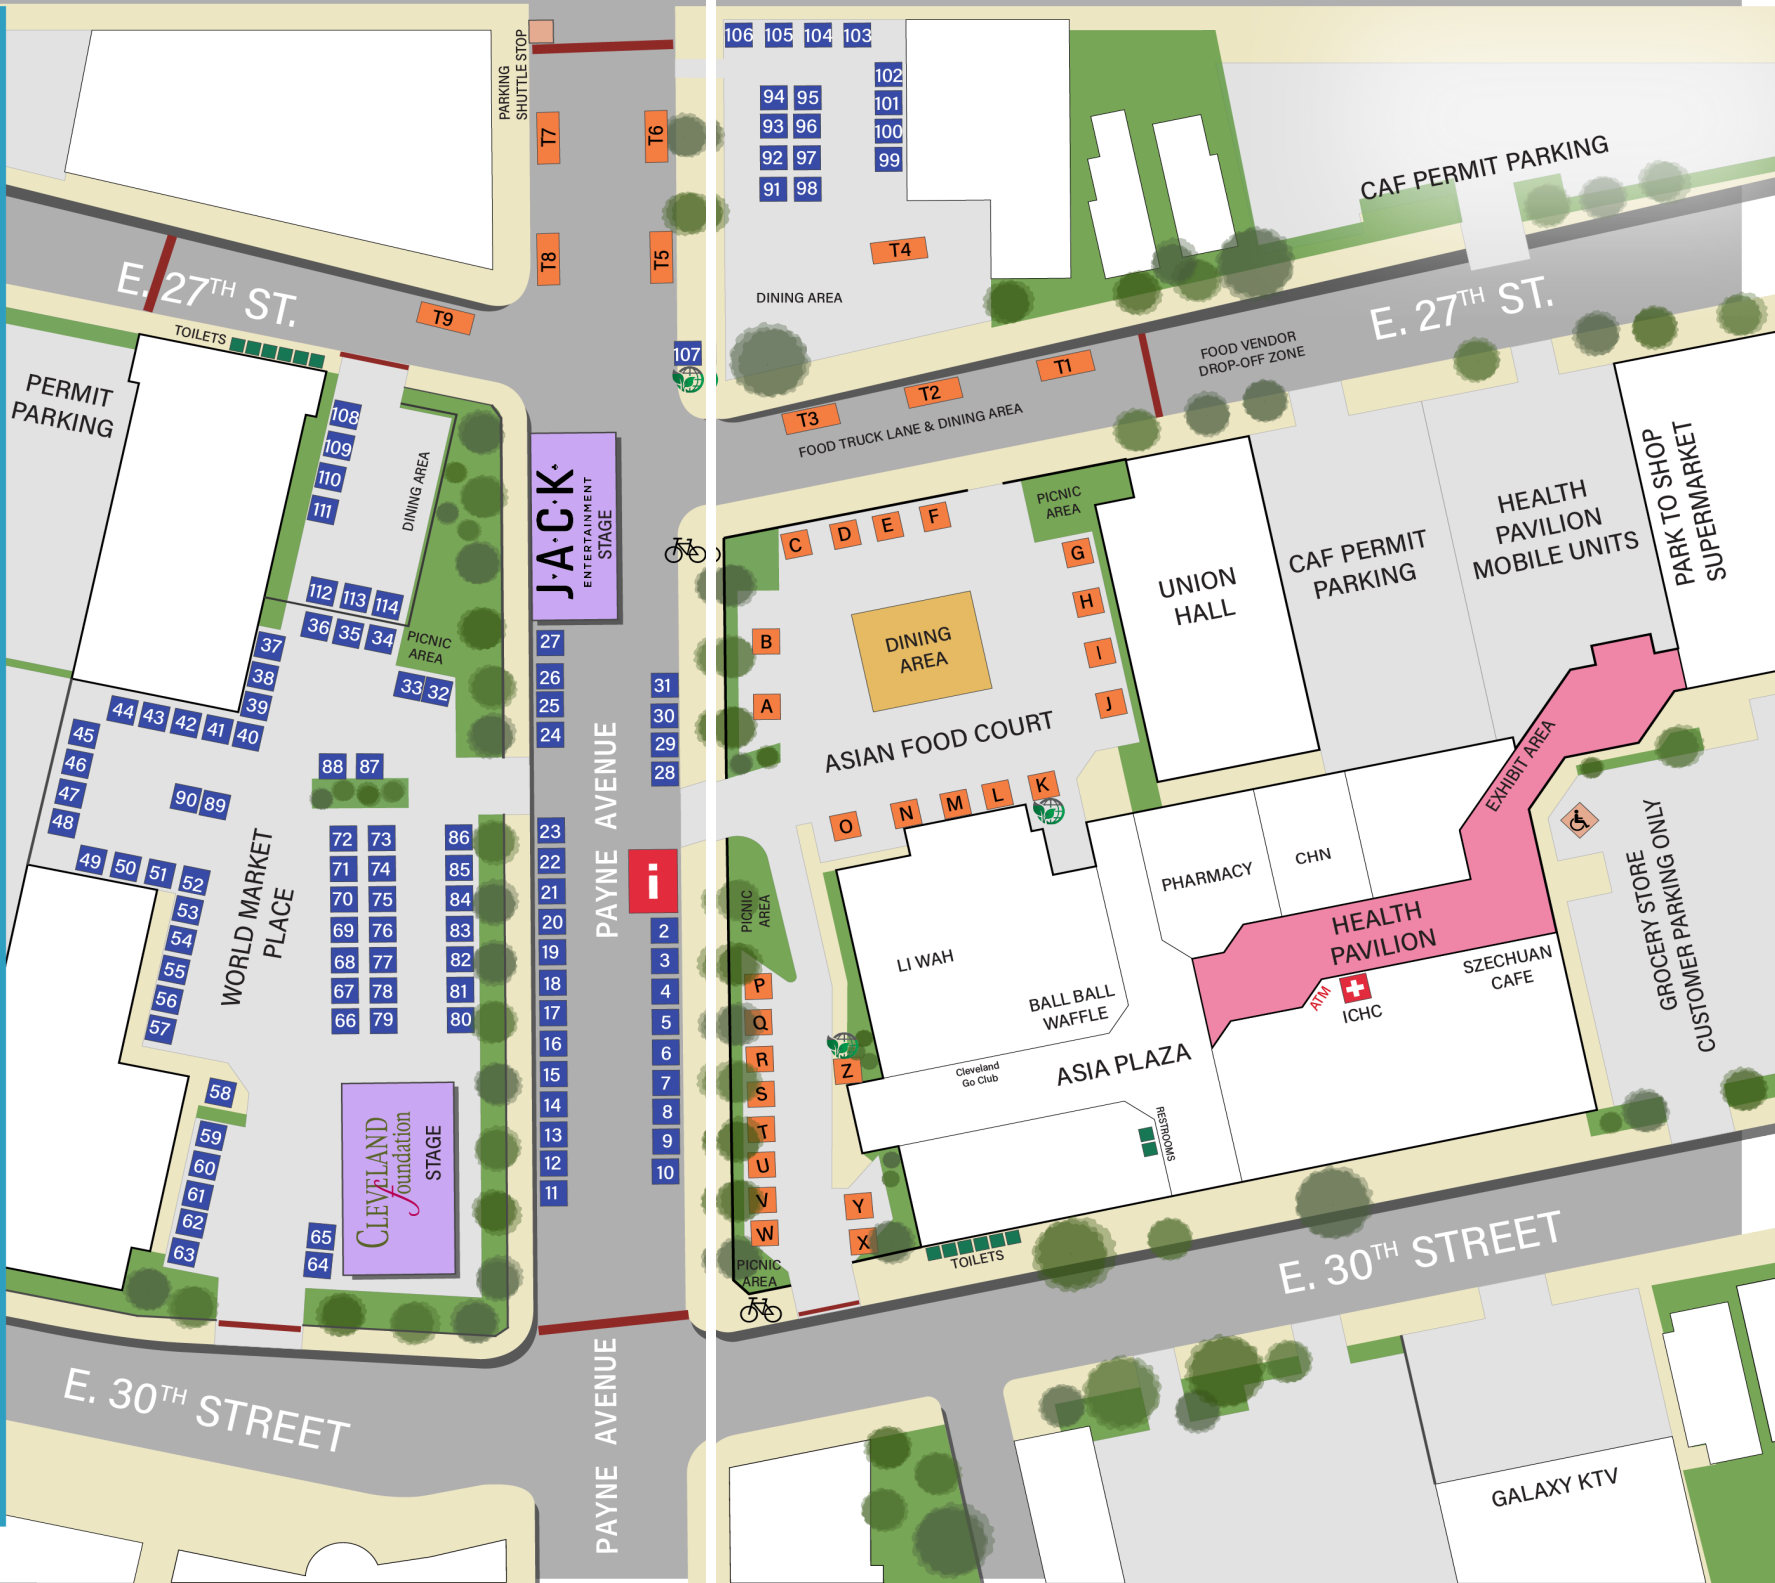 PARKING
SHUTTLE STOP
106 105 104 103
102
101
100
99
94 95
93 96
92 97
91 98
T7
T6
T8
T5
T4
T9
DINING AREA
CAF PERMIT PARKING
E. 27TH ST.
E. 27TH ST.
TOILETS
107
T1
T2
T3
FOOD VENDOR
DROP-OFF ZONE
FOOD TRUCK LANE & DINING AREA
PERMIT
PARKING
108
109
110
111
DINING AREA
112 113 114
36 35 34
PICNIC
AREA
33 32
37
38
39
44 43 42 41 40
45
46
47
48
88 87
90 89
49 50 51 52
53
54
55
56
57
58
59
60
61
62
63
WORLD MARKET
PLACE
72 73
71 74
70 75
69 76
68 77
67 78
66 79
86
85
84
83
82
81
80
65
64
CLEVELAND
foundation
STAGE
J·A·C·K·
ENTERTAINMENT
STAGE
27
26
25
24
31
30
29
28
PAYNE AVENUE
23
22
21
20
19
18
17
16
15
14
13
12
11
i
2
3
4
5
6
7
8
9
10
C D E F
PICNIC
AREA
G
H
I
J
B
A
DINING
AREA
ASIAN FOOD COURT
K
L
M
N
O
UNION
HALL
CAF PERMIT
PARKING
HEALTH
PAVILION
MOBILE UNITS
PARK TO SHOP
SUPERMARKET
EXHIBIT AREA
PHARMACY
CHN
HEALTH
PAVILION
SZECHUAN
CAFE
ATM
ICHC
GROCERY STORE
CUSTOMER PARKING ONLY
PICNIC
AREA
LI WAH
BALL BALL
WAFFLE
ASIA PLAZA
Cleveland
Go Club
RESTROOMS
P
Q
R
S
T
U
V
W
Z
Y
X
PICNIC
AREA
TOILETS
E. 30TH STREET
E. 30TH STREET
PAYNE AVENUE
GALAXY KTV